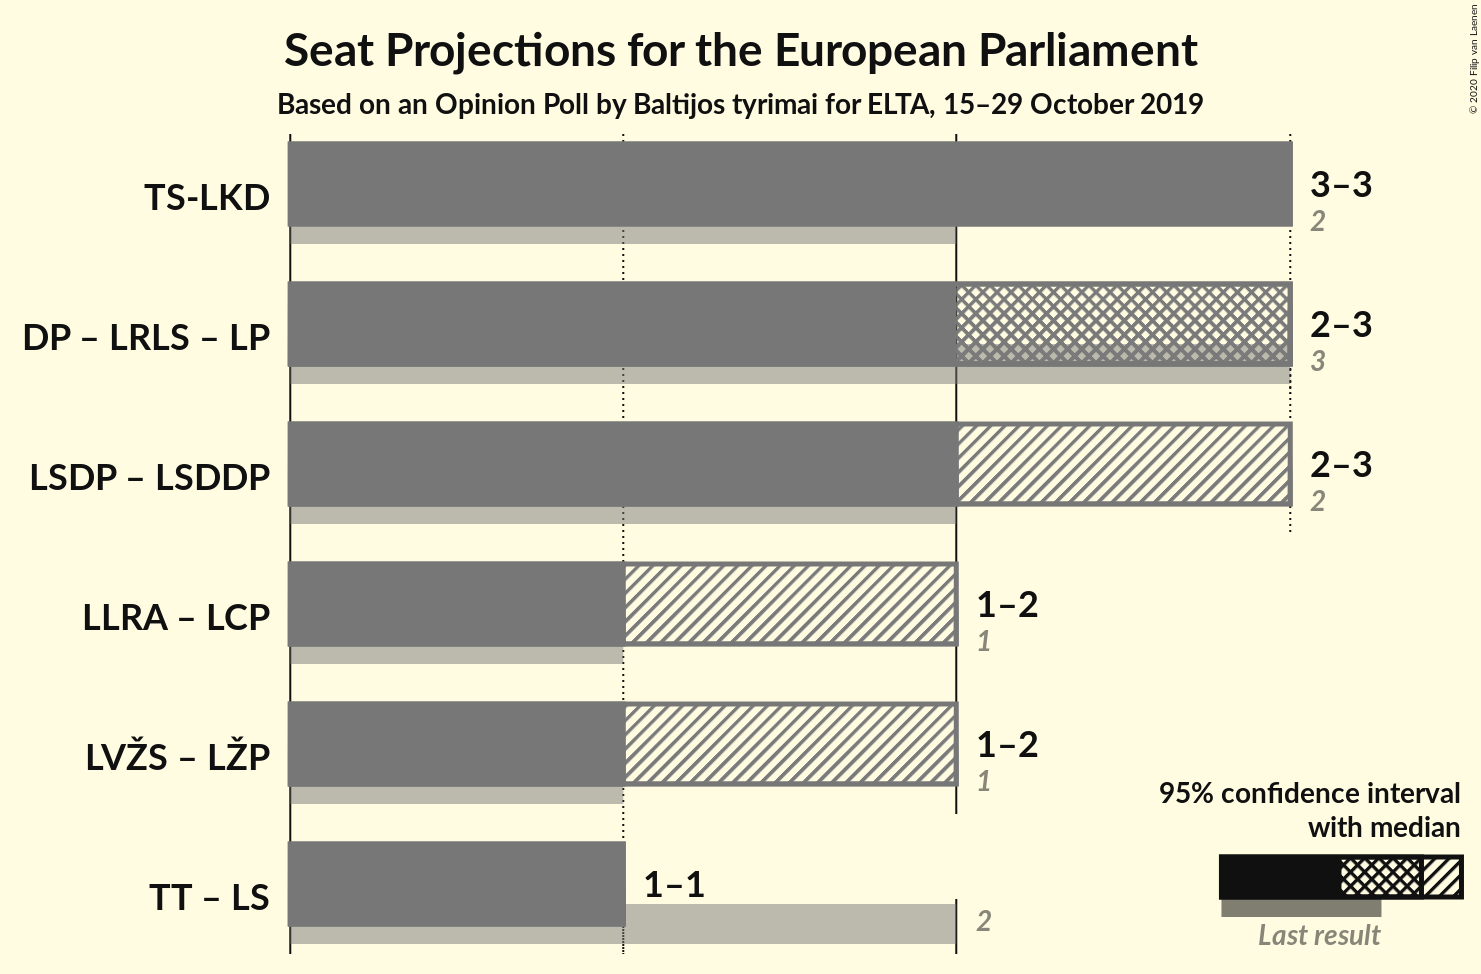 Seat Projections for the European Parliament
Based on an Opinion Poll by Baltijos tyrimai for ELTA, 15–29 October 2019
© 2020 Filip van Laenen
TS-LKD
3–3
2
DP – LRLS – LP
2–3
3
LSDP – LSDDP
2–3
2
LLRA – LCP
1–2
1
LVŽS – LŽP
1–2
1
TT – LS
1–1
2
95% confidence interval
with median
Last result